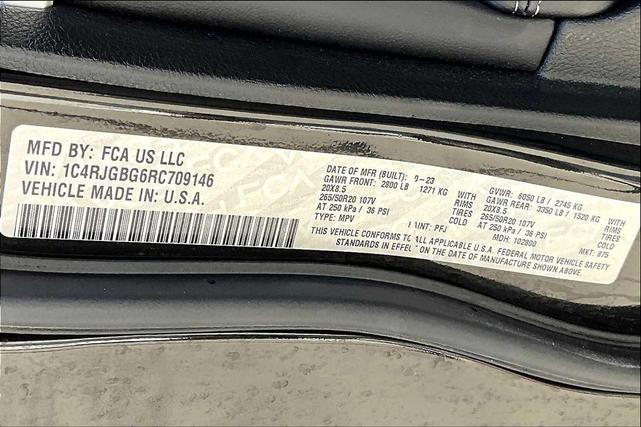 MFD BY: FCA US LLC
VIN: 1C4RJGBG6RC709146
VEHICLE MADE IN: U.S.A.
DATE OF MFR (BUILT): 9-23
GAWR FRONT: 2800 LB 1271 KG WITH
20X8.5 RIMS
265/50R20 107V TIRES
AT 250 kPa / 36 PSI COLD
TYPE: MPV
GVWR: 6050 LB / 2745 KG
GAWR REAR: 3350 LB / 1520 KG WITH
20X8.5 RIMS
265/50R20 107V TIRES
AT 250 kPa / 36 PSI COLD
PAINT: PFJ MDH: 102800 MKT: 875
THIS VEHICLE CONFORMS TO ALL APPLICABLE U.S.A. FEDERAL MOTOR VEHICLE SAFETY
STANDARDS IN EFFECT ON THE DATE OF MANUFACTURE SHOWN ABOVE.